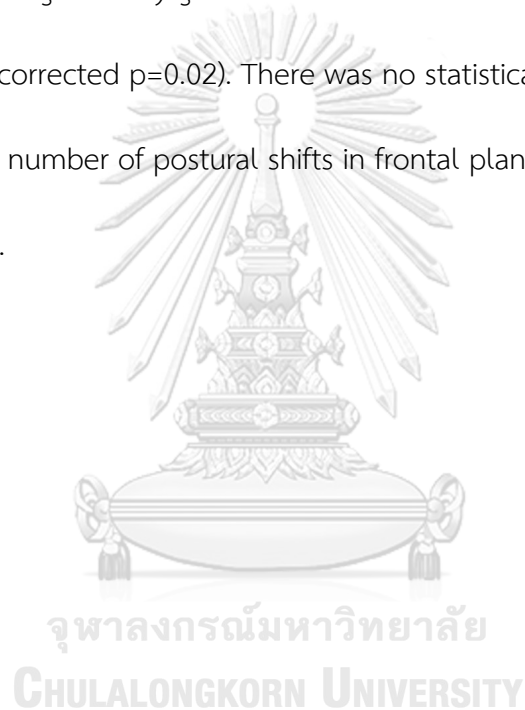 corrected p=0.02). There was no statistica
number of postural shifts in frontal plan
.
จุฬาลงกรณ์มหาวิทยาลัย
CHULALONGKORN UNIVERSITY